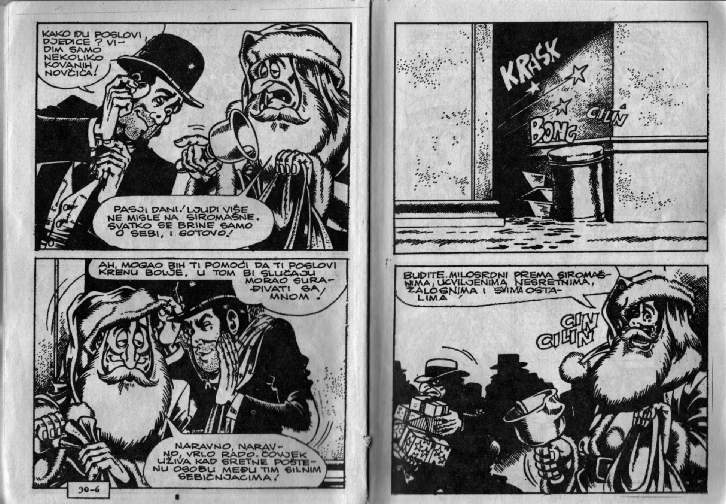 KAKO IDU POSLOVI
DJEDICE? VI-
DIM SAMO
NEKOLIKO
KOVANIH
NOVČIĆA!
PASJI DANI! LJUDI VIŠE
NE MISLE NA SIROMAŠNE.
SVATKO SE BRINE SAMO
O SEBI, I GOTOVO!
AH, MOGAO BIH TI POMOĆI DA TI POSLOVI
KRENU BOLJE, U TOM BI SLUČAJU
MORAO SURA-
ĐIVATI SA
MNOM!
NARAVNO, NARAV-
NO, VRLO RADO. ČOVJEK
UŽIVA KAD SRETNE POŠTE-
NU OSOBU MEĐU TIM SILNIM
SEBIČNJACIMA!
90-6
8
KRASK
BONG
CILIN
BUDITE MILOSRDNI PREMA SIROMAŠ-
NIMA, UCVILJENIMA NESRETNIMA,
ŽALOSNIMA I SVIMA OSTA-
LIMA
CIN
CILIN